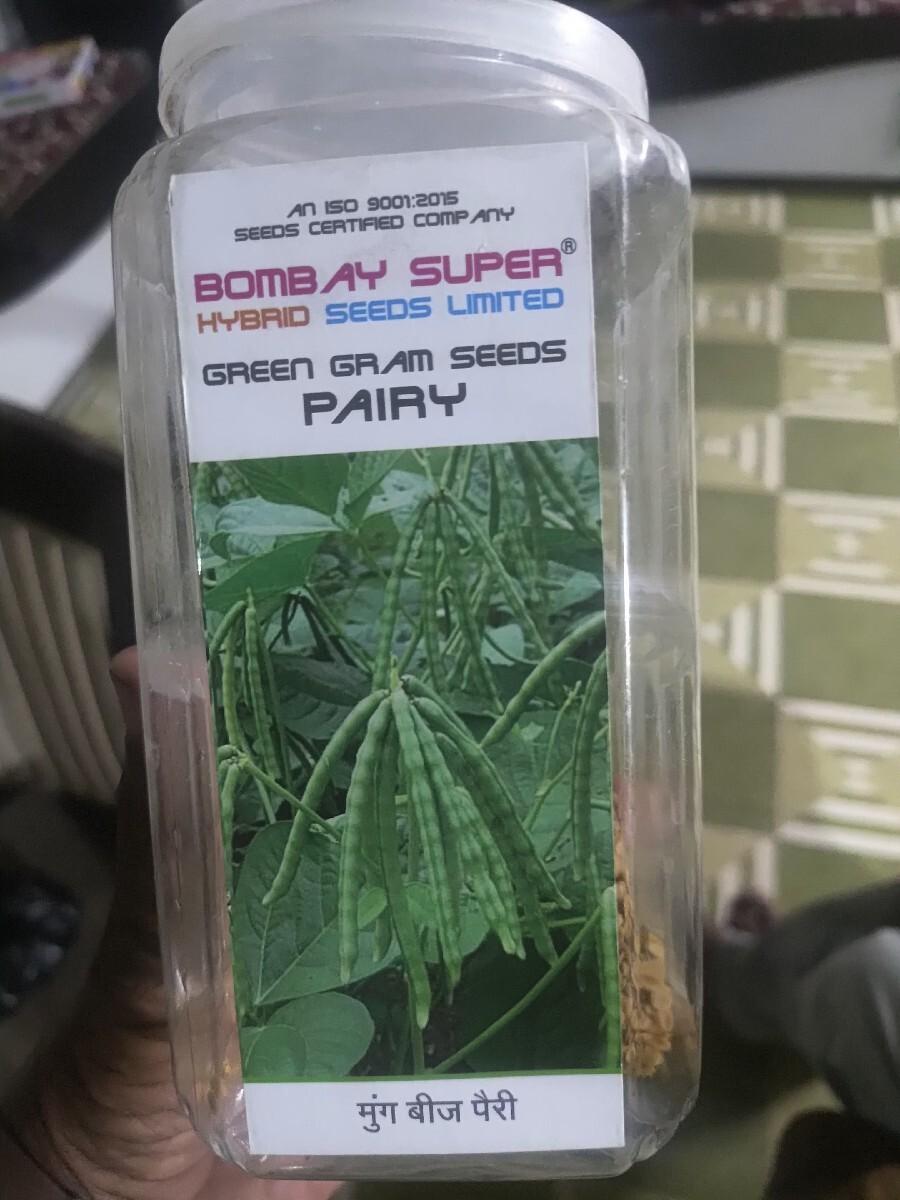 AN ISO 9001:2015
SEEDS CERTIFIED COMPANY
BOMBAY SUPER®
HYBRID SEEDS LIMITED
GREEN GRAM SEEDS
PAIRY
मुंग बीज पैरी